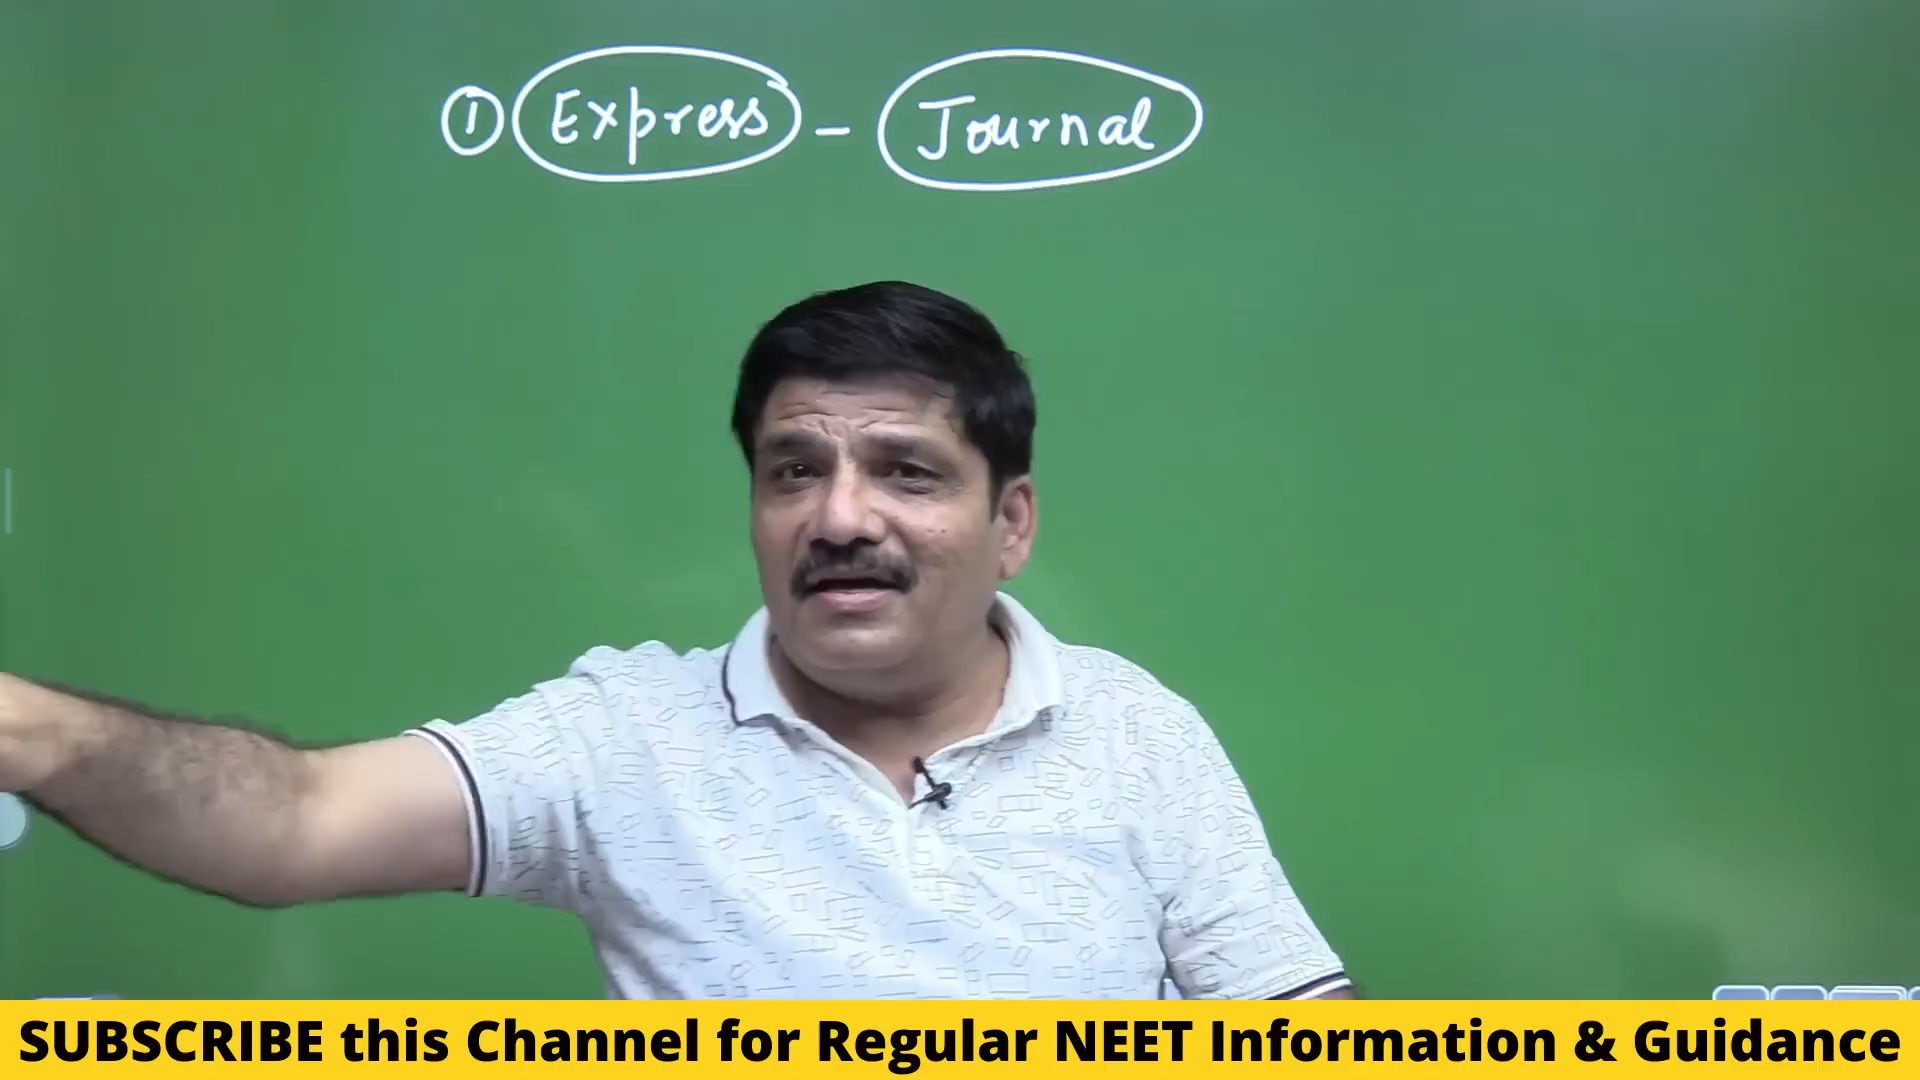 ① Express - Journal
SUBSCRIBE this Channel for Regular NEET Information & Guidance